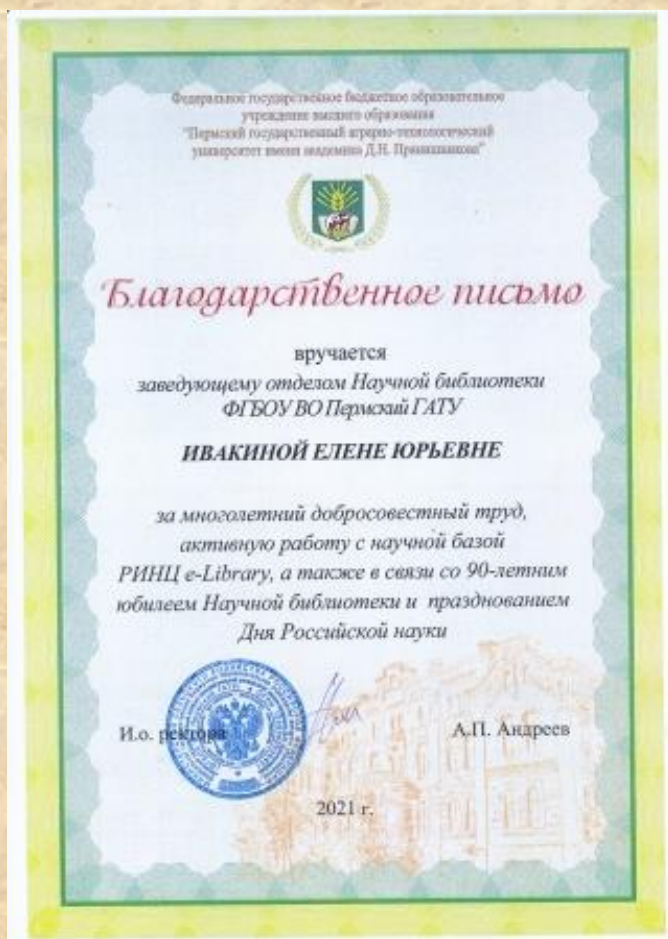 Федеральное государственное бюджетное образовательное
учреждение высшего образования
"Пермский государственный аграрно-технологический
университет имени академика Д.Н. Прянишникова"
Благодарственное письмо
вручается
заведующему отделом Научной библиотеки
ФГБОУ ВО Пермский ГАТУ
ИВАКИНОЙ ЕЛЕНЕ ЮРЬЕВНЕ
за многолетний добросовестный труд,
активную работу с научной базой
РИНЦ e-Library, а также в связи со 90-летним
юбилеем Научной библиотеки и празднованием
Дня Российской науки
И.о. ректора А.П. Андреев
2021 г.